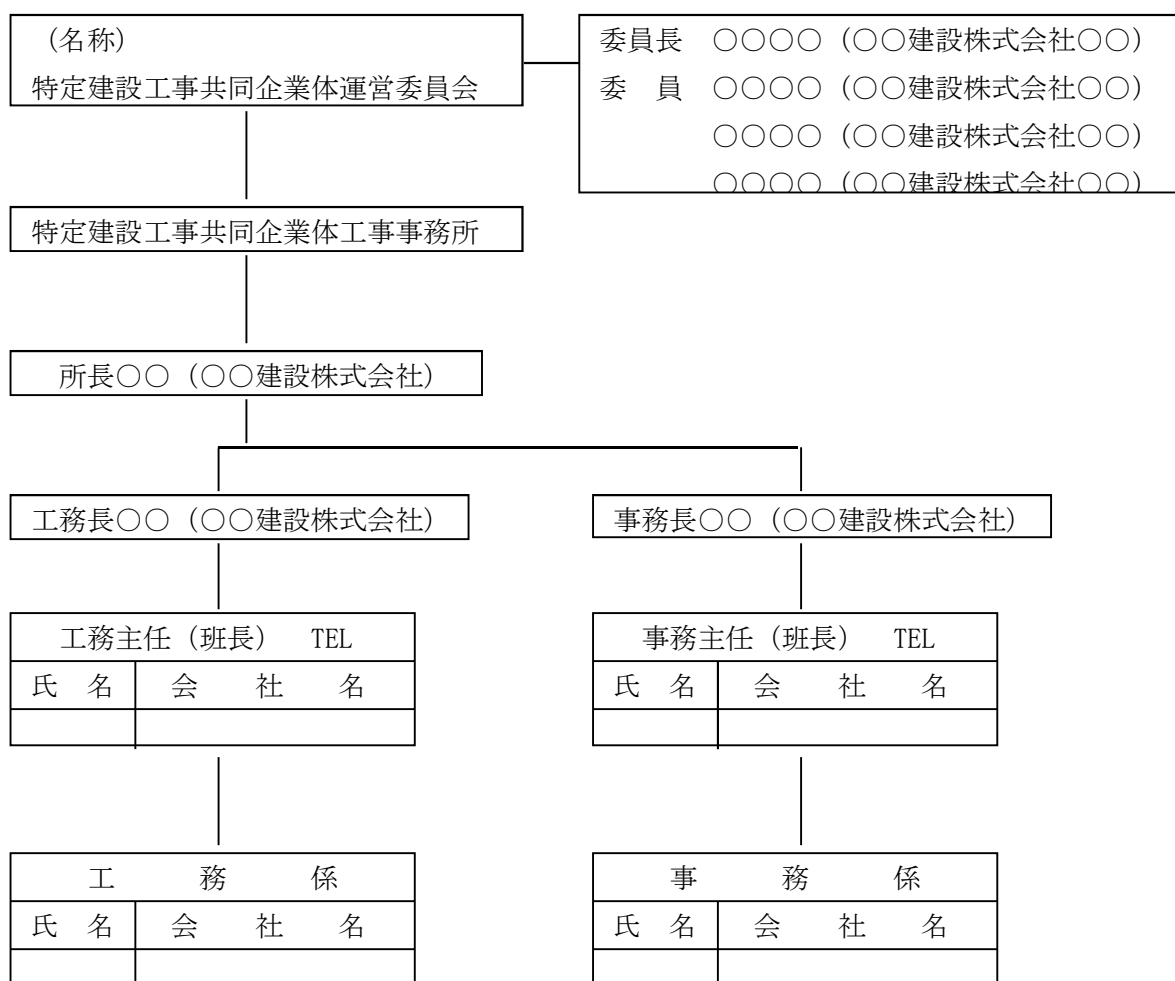 （名称）
特定建設工事共同企業体運営委員会
委員長　○○○○（○○建設株式会社○○）
委　員　○○○○（○○建設株式会社○○）
○○○○（○○建設株式会社○○）
○○○○（○○建設株式会社○○）
特定建設工事共同企業体工事事務所
所長○○（○○建設株式会社）
工務長○○（○○建設株式会社）
事務長○○（○○建設株式会社）
工務主任（班長）　TEL
氏　名　会　社　名
事務主任（班長）　TEL
氏　名　会　社　名
工　務　係
氏　名　会　社　名
事　務　係
氏　名　会　社　名